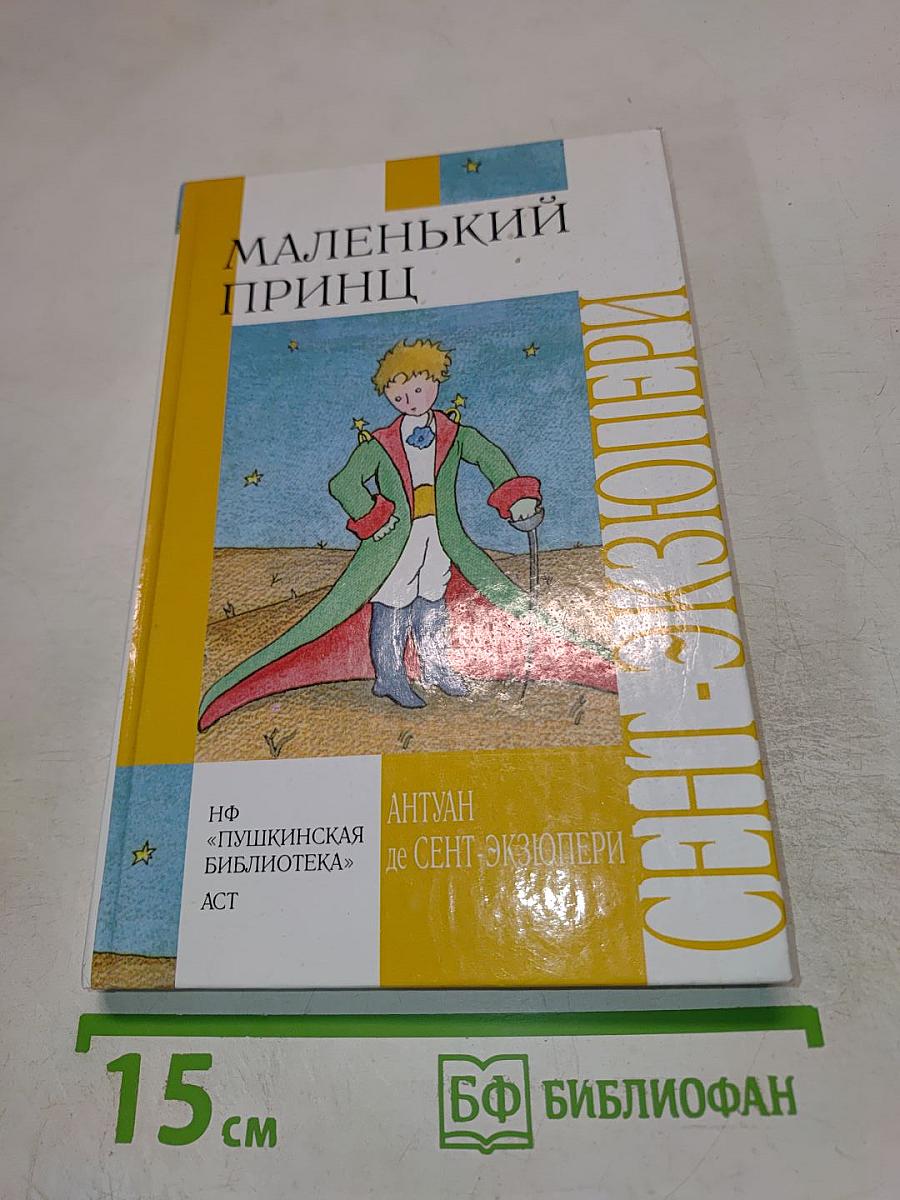 МАЛЕНЬКИЙ
ПРИНЦ
СЕНТ-ЭКЗЮПЕРИ
НФ
«ПУШКИНСКАЯ
БИБЛИОТЕКА»
АСТ
АНТУАН
де СЕНТ-ЭКЗЮПЕРИ
15 см
БФ БИБЛИОФАН